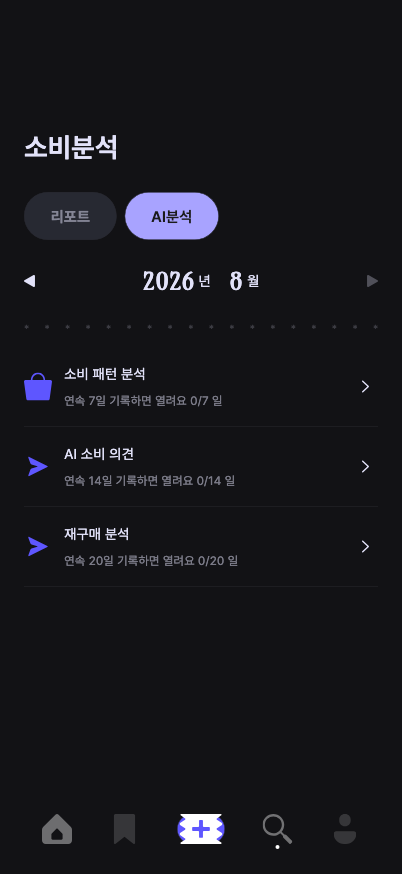 소비분석
리포트 AI분석
2026 년 8 월
소비 패턴 분석
연속 7일 기록하면 열려요 0/7 일
AI 소비 의견
연속 14일 기록하면 열려요 0/14 일
재구매 분석
연속 20일 기록하면 열려요 0/20 일